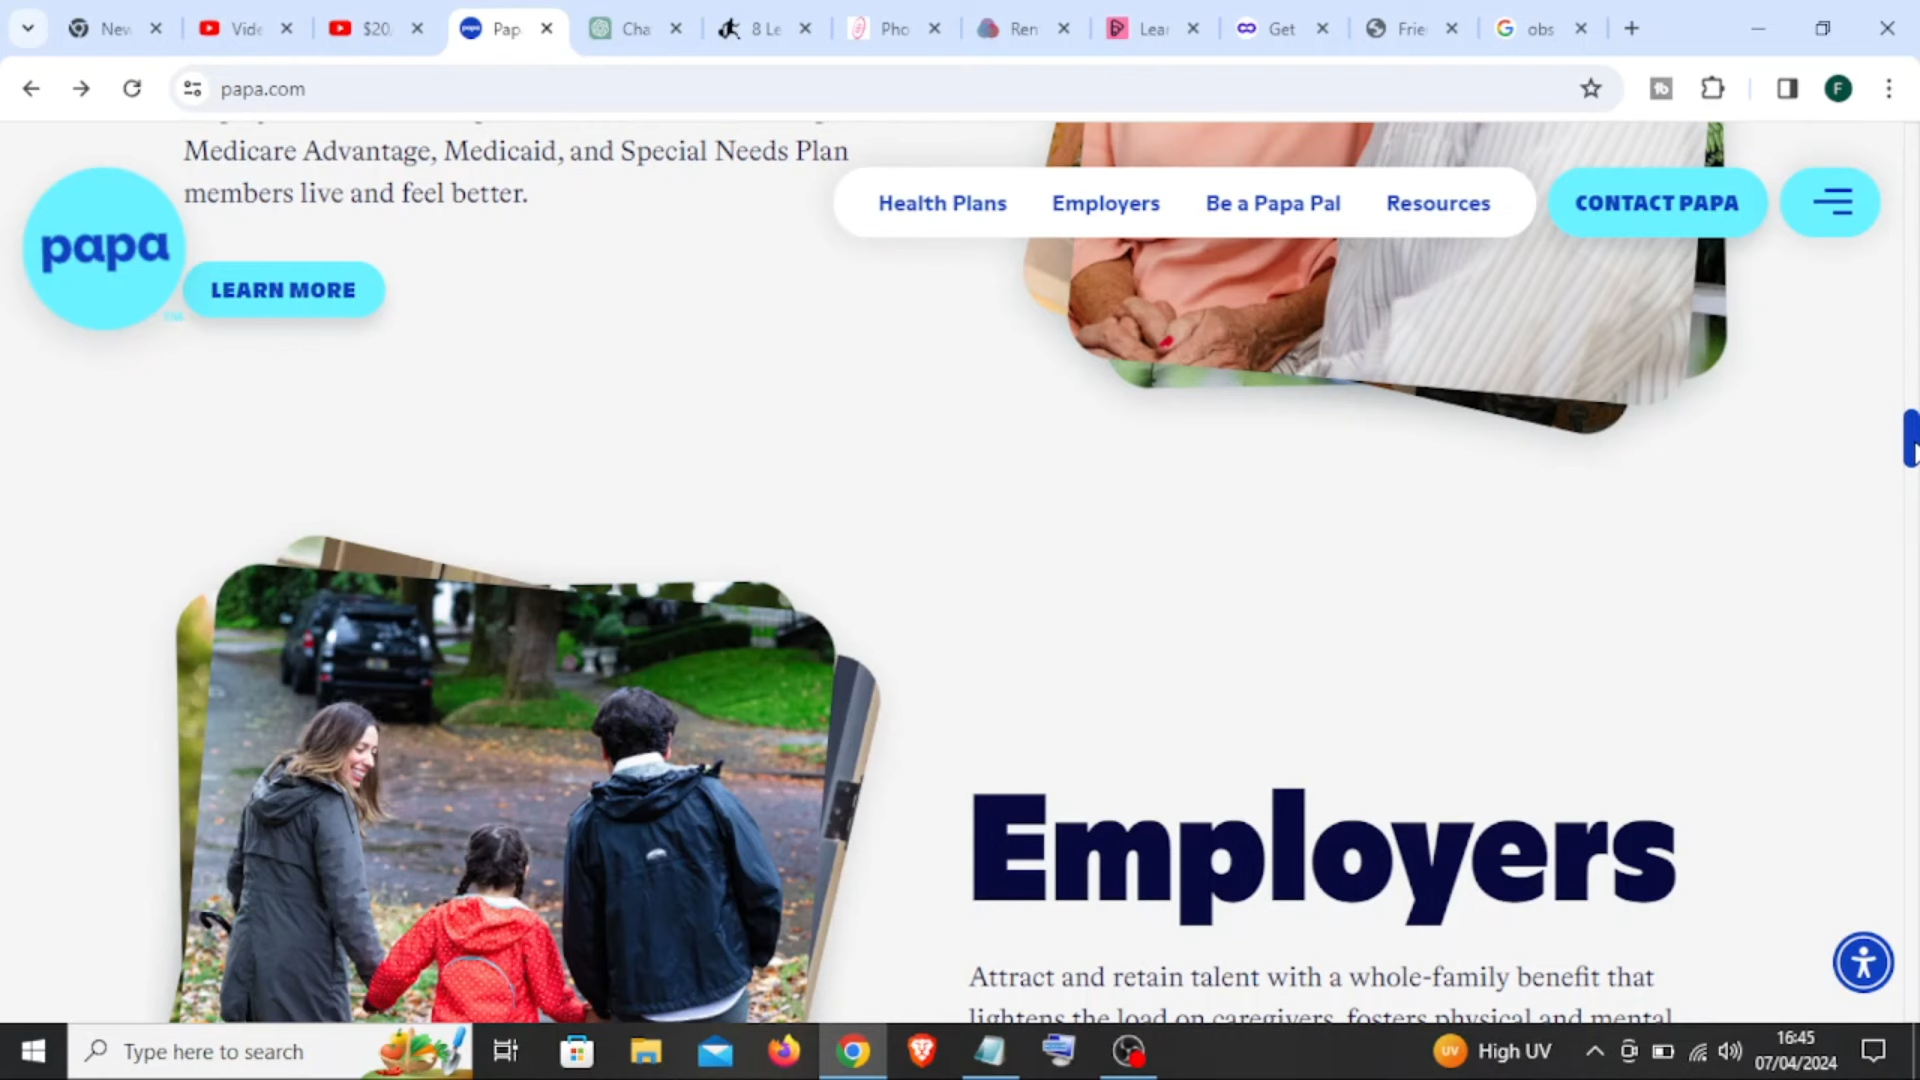 New
Vide
$20
Pap
Cha
8 Le
Pho
Ren
Lear
Get
Frie
obs
papa.com
F
Medicare Advantage, Medicaid, and Special Needs Plan
members live and feel better.
papa
Health Plans
Employers
Be a Papa Pal
Resources
CONTACT PAPA
LEARN MORE
Employers
Attract and retain talent with a whole-family benefit that
lightens the load on caregivers, fosters physical and mental
Type here to search
UV
High UV
16:45
07/04/2024